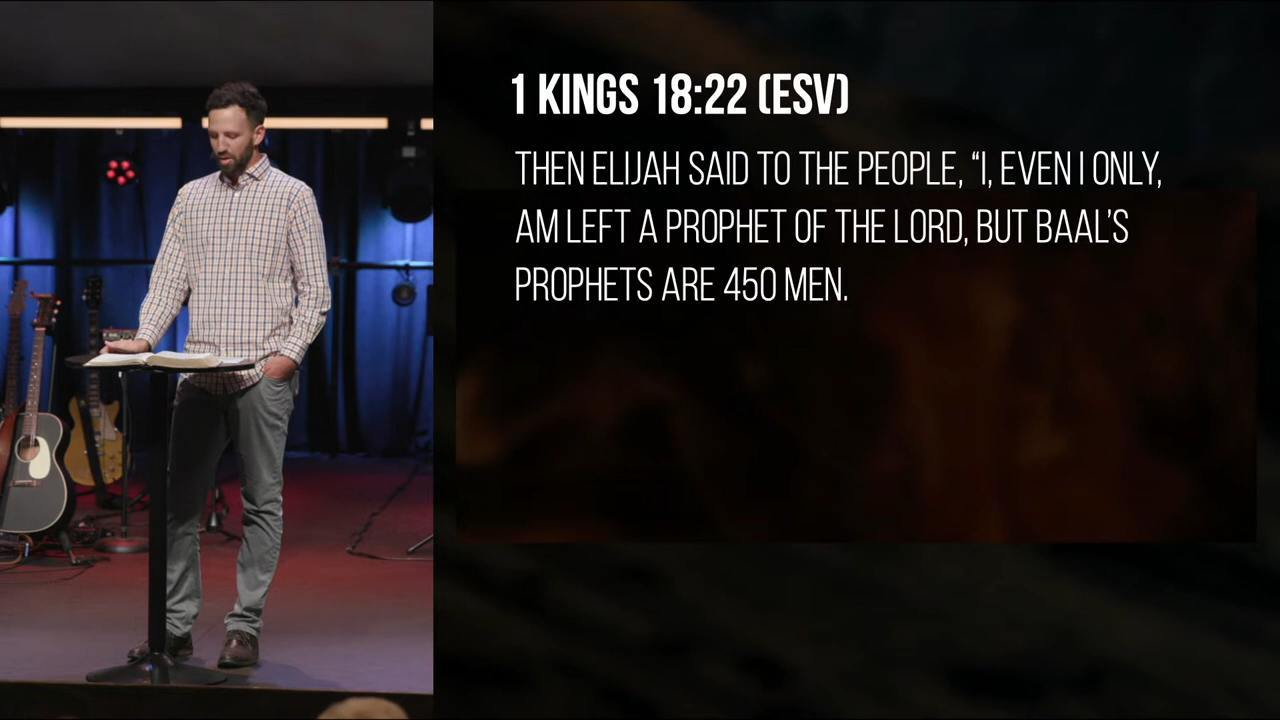 1 KINGS 18:22 (ESV)
THEN ELIJAH SAID TO THE PEOPLE, “I, EVEN I ONLY,
AM LEFT A PROPHET OF THE LORD, BUT BAAL’S
PROPHETS ARE 450 MEN.